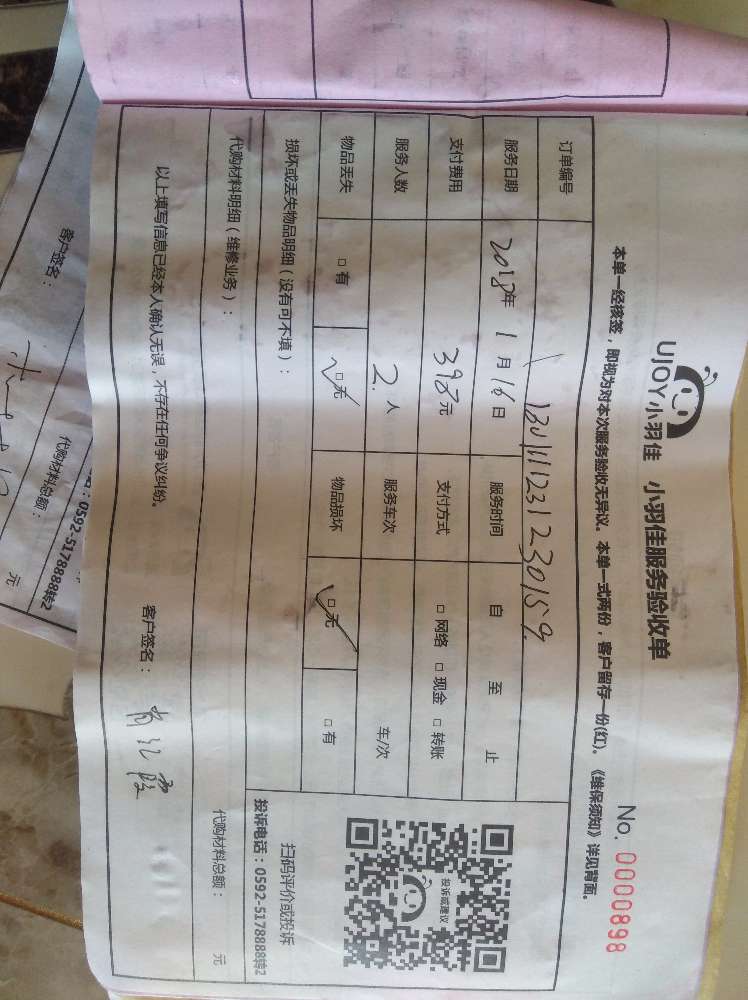 UJOY小羽佳 小羽佳服务验收单
No. 0000898
本单一经核签，即视为对本次服务验收无异议。本单一式两份，客户留存一份(红)。《维保须知》详见背面。
订单编号
服务日期 2018年 1月 16日 服务时间 自 至 止
支付费用 398元 支付方式 □网络 □现金 □转账
服务人数 2人 服务车次 车/次
物品丢失 □有 □无 物品损坏 □无 □有
投诉或建议
扫码评价或投诉
投诉电话：0592-5178888转2
损坏或丢失物品明细（没有可不填）：
代购材料明细（维修业务）：
代购材料总额： 元
以上填写信息已经本人确认无误，不存在任何争议纠纷。
客户签名：
：0592-5178888转2
代购材料总额： 元
客户签名：